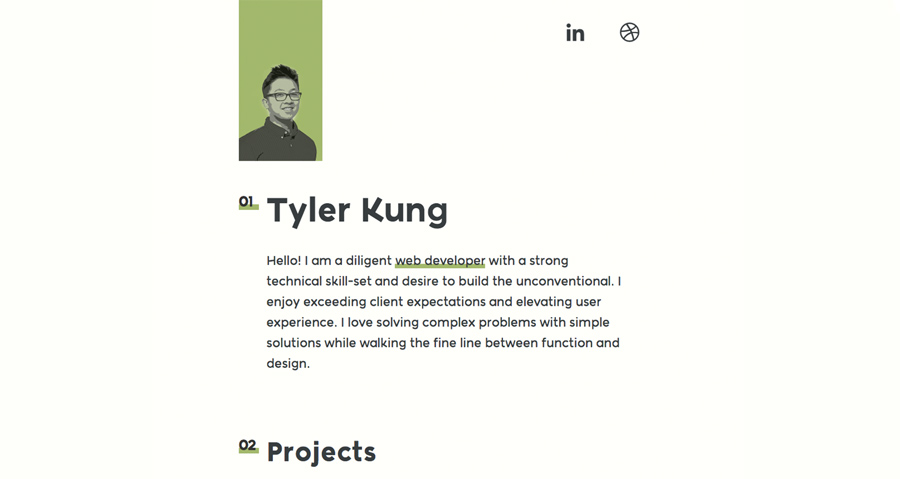 in
01 Tyler Kung
Hello! I am a diligent web developer with a strong
technical skill-set and desire to build the unconventional. I
enjoy exceeding client expectations and elevating user
experience. I love solving complex problems with simple
solutions while walking the fine line between function and
design.
02 Projects